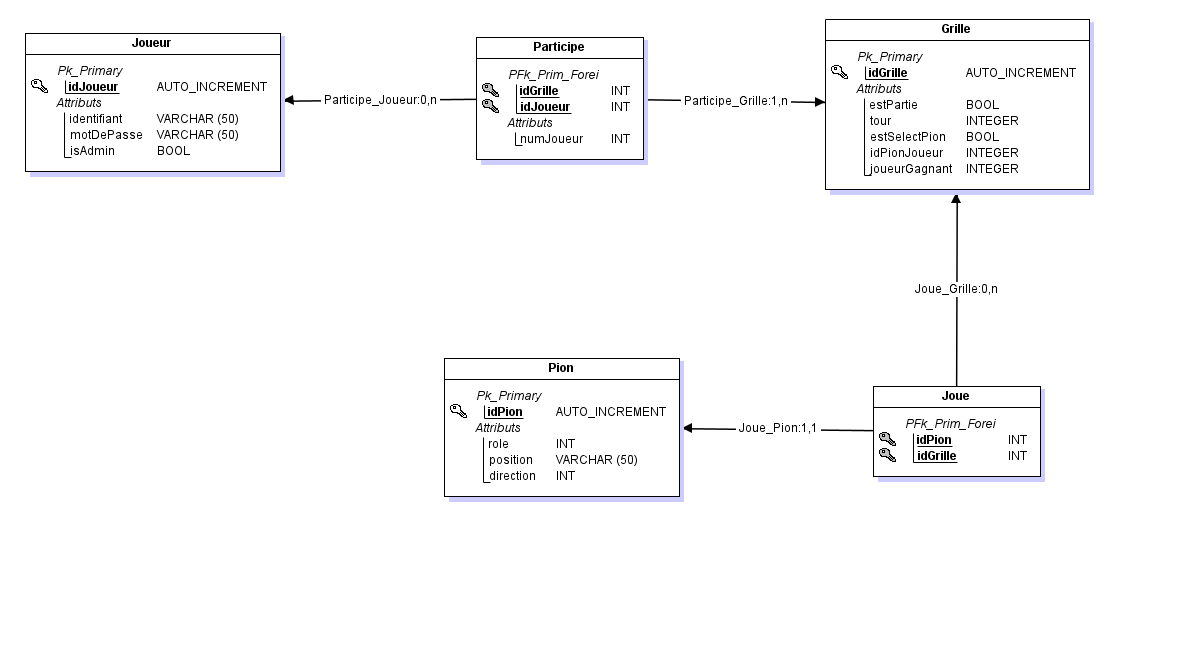 Joueur
Pk_Primary
idJoueur AUTO_INCREMENT
Attributs
identifiant VARCHAR (50)
motDePasse VARCHAR (50)
isAdmin BOOL
Participe_Joueur:0,n
Participe
PFk_Prim_Forei
idGrille INT
idJoueur INT
Attributs
numJoueur INT
Participe_Grille:1,n
Grille
Pk_Primary
idGrille AUTO_INCREMENT
Attributs
estPartie BOOL
tour INTEGER
estSelectPion BOOL
idPionJoueur INTEGER
joueurGagnant INTEGER
Joue_Grille:0,n
Pion
Pk_Primary
idPion AUTO_INCREMENT
Attributs
role INT
position VARCHAR (50)
direction INT
Joue_Pion:1,1
Joue
PFk_Prim_Forei
idPion INT
idGrille INT